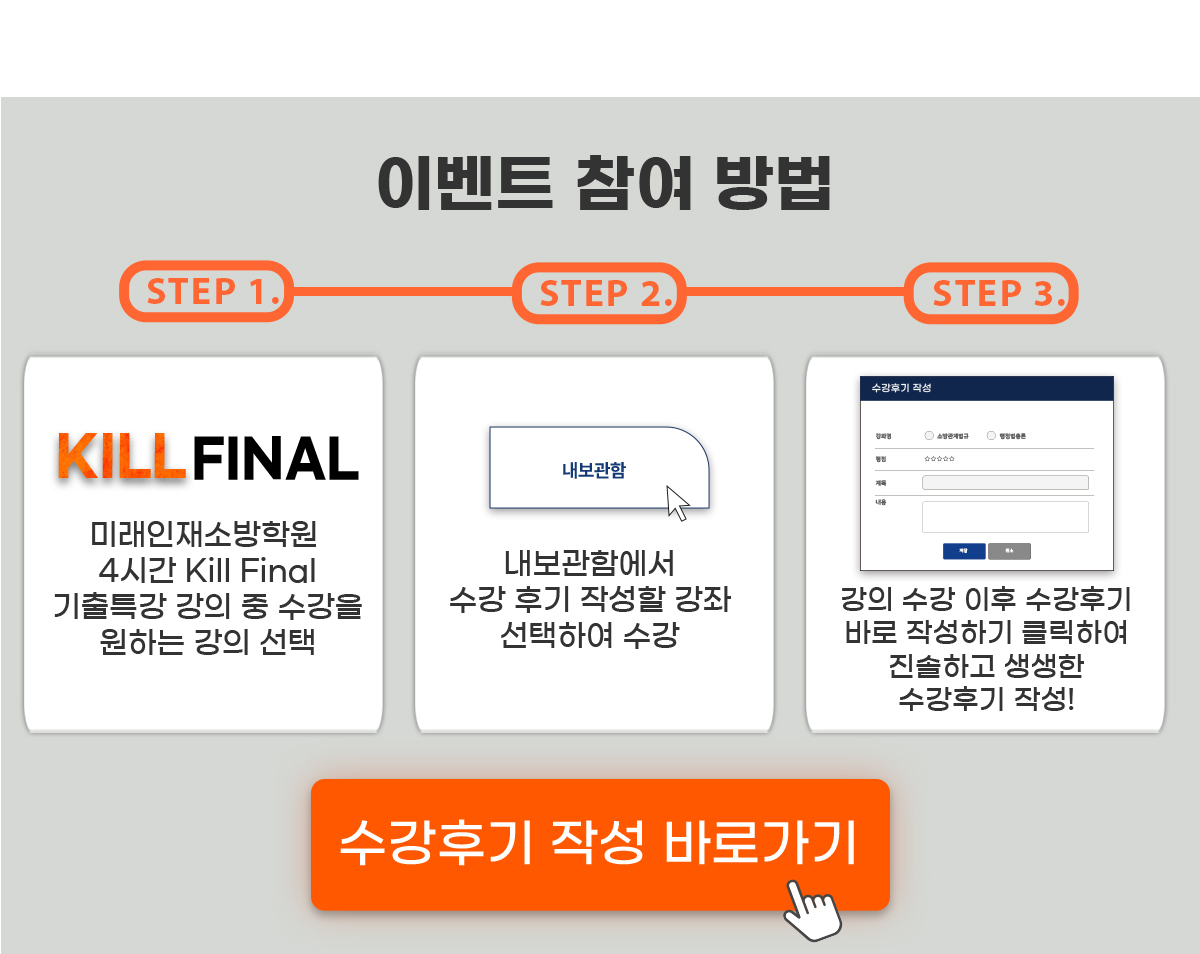 이벤트 참여 방법
STEP 1.
STEP 2.
STEP 3.
KILL FINAL
미래인재소방학원
4시간 Kill Final
기출특강 강의 중 수강을
원하는 강의 선택
내보관함
내보관함에서
수강 후기 작성할 강좌
선택하여 수강
수강후기 작성
강좌명 소방관계법규 행정법총론
평점 ☆☆☆☆☆
제목
내용
저장 취소
강의 수강 이후 수강후기
바로 작성하기 클릭하여
진솔하고 생생한
수강후기 작성!
수강후기 작성 바로가기